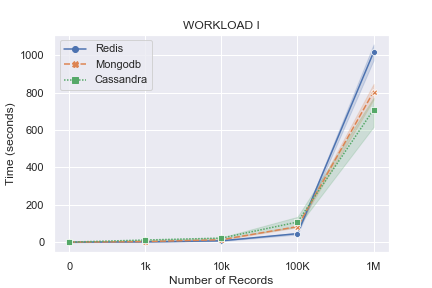 WORKLOAD I
Redis
Mongodb
Cassandra
1000
800
600
400
200
0
Time (seconds)
0 1k 10k 100K 1M
Number of Records